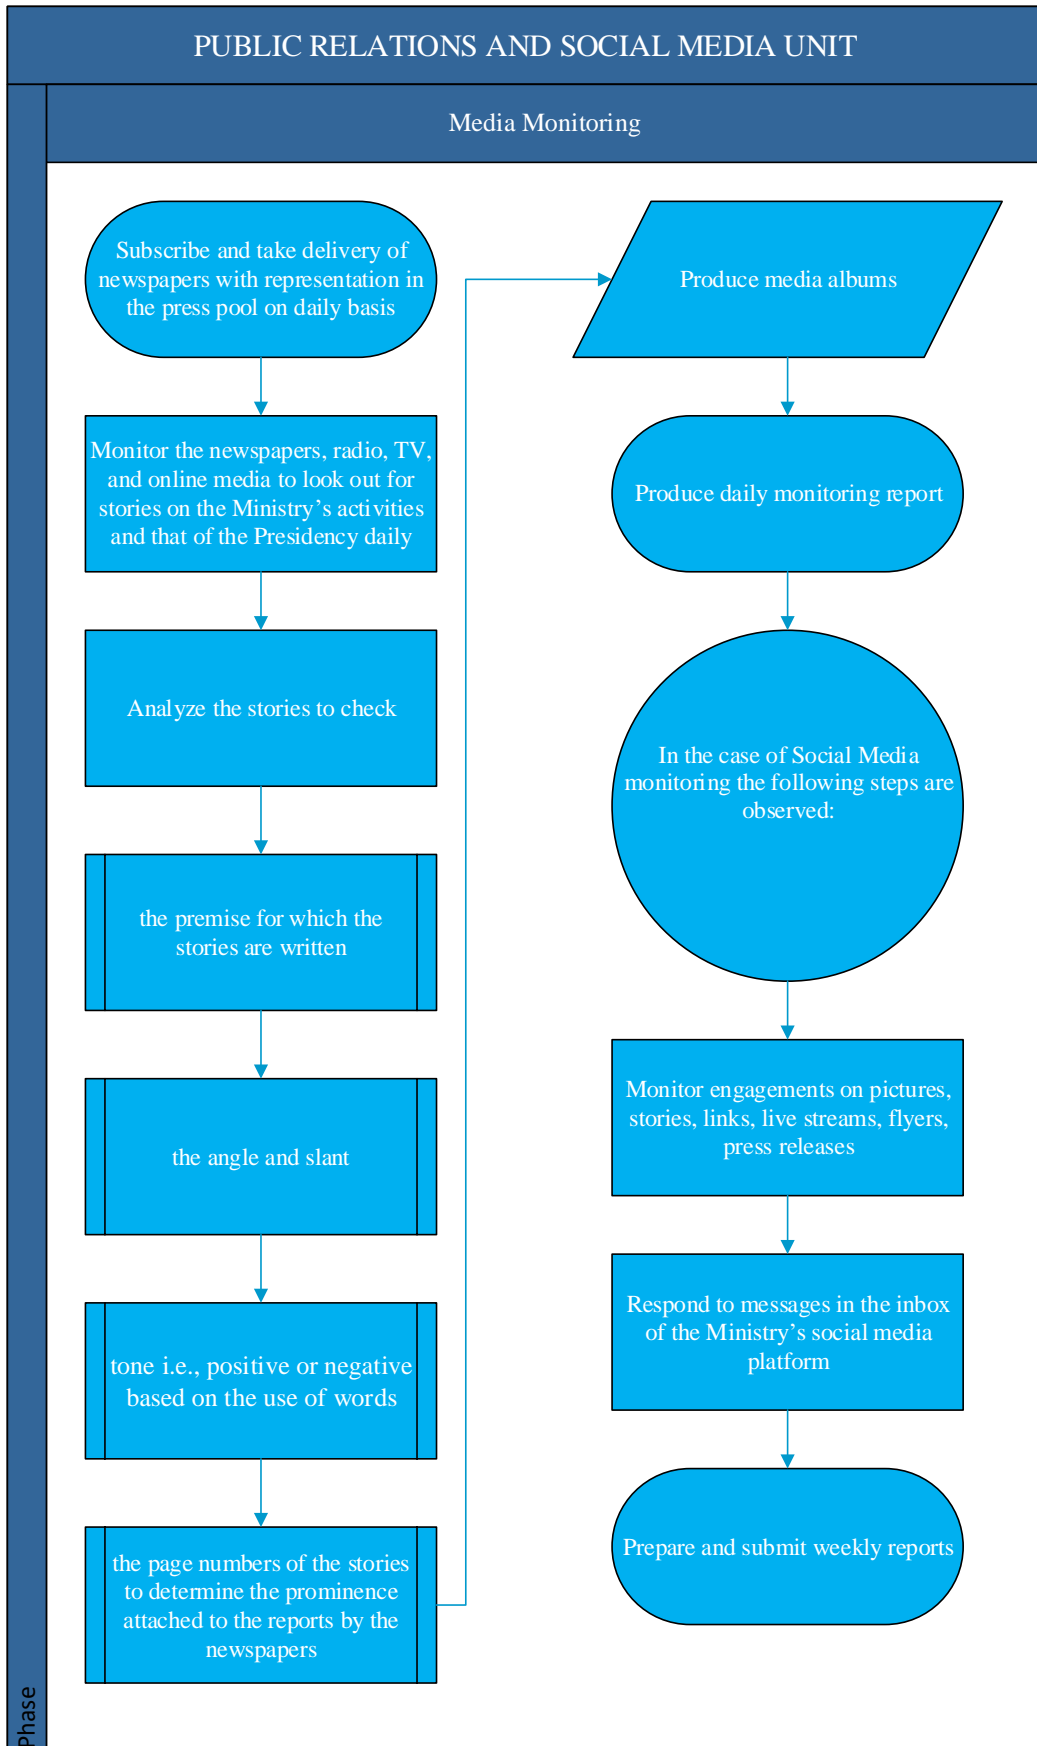 PUBLIC RELATIONS AND SOCIAL MEDIA UNIT
Media Monitoring
Subscribe and take delivery of
newspapers with representation in
the press pool on daily basis
Monitor the newspapers, radio, TV,
and online media to look out for
stories on the Ministry’s activities
and that of the Presidency daily
Analyze the stories to check
the premise for which the
stories are written
the angle and slant
tone i.e., positive or negative
based on the use of words
the page numbers of the stories
to determine the prominence
attached to the reports by the
newspapers
Produce media albums
Produce daily monitoring report
In the case of Social Media
monitoring the following steps are
observed:
Monitor engagements on pictures,
stories, links, live streams, flyers,
press releases
Respond to messages in the inbox
of the Ministry’s social media
platform
Prepare and submit weekly reports
Phase